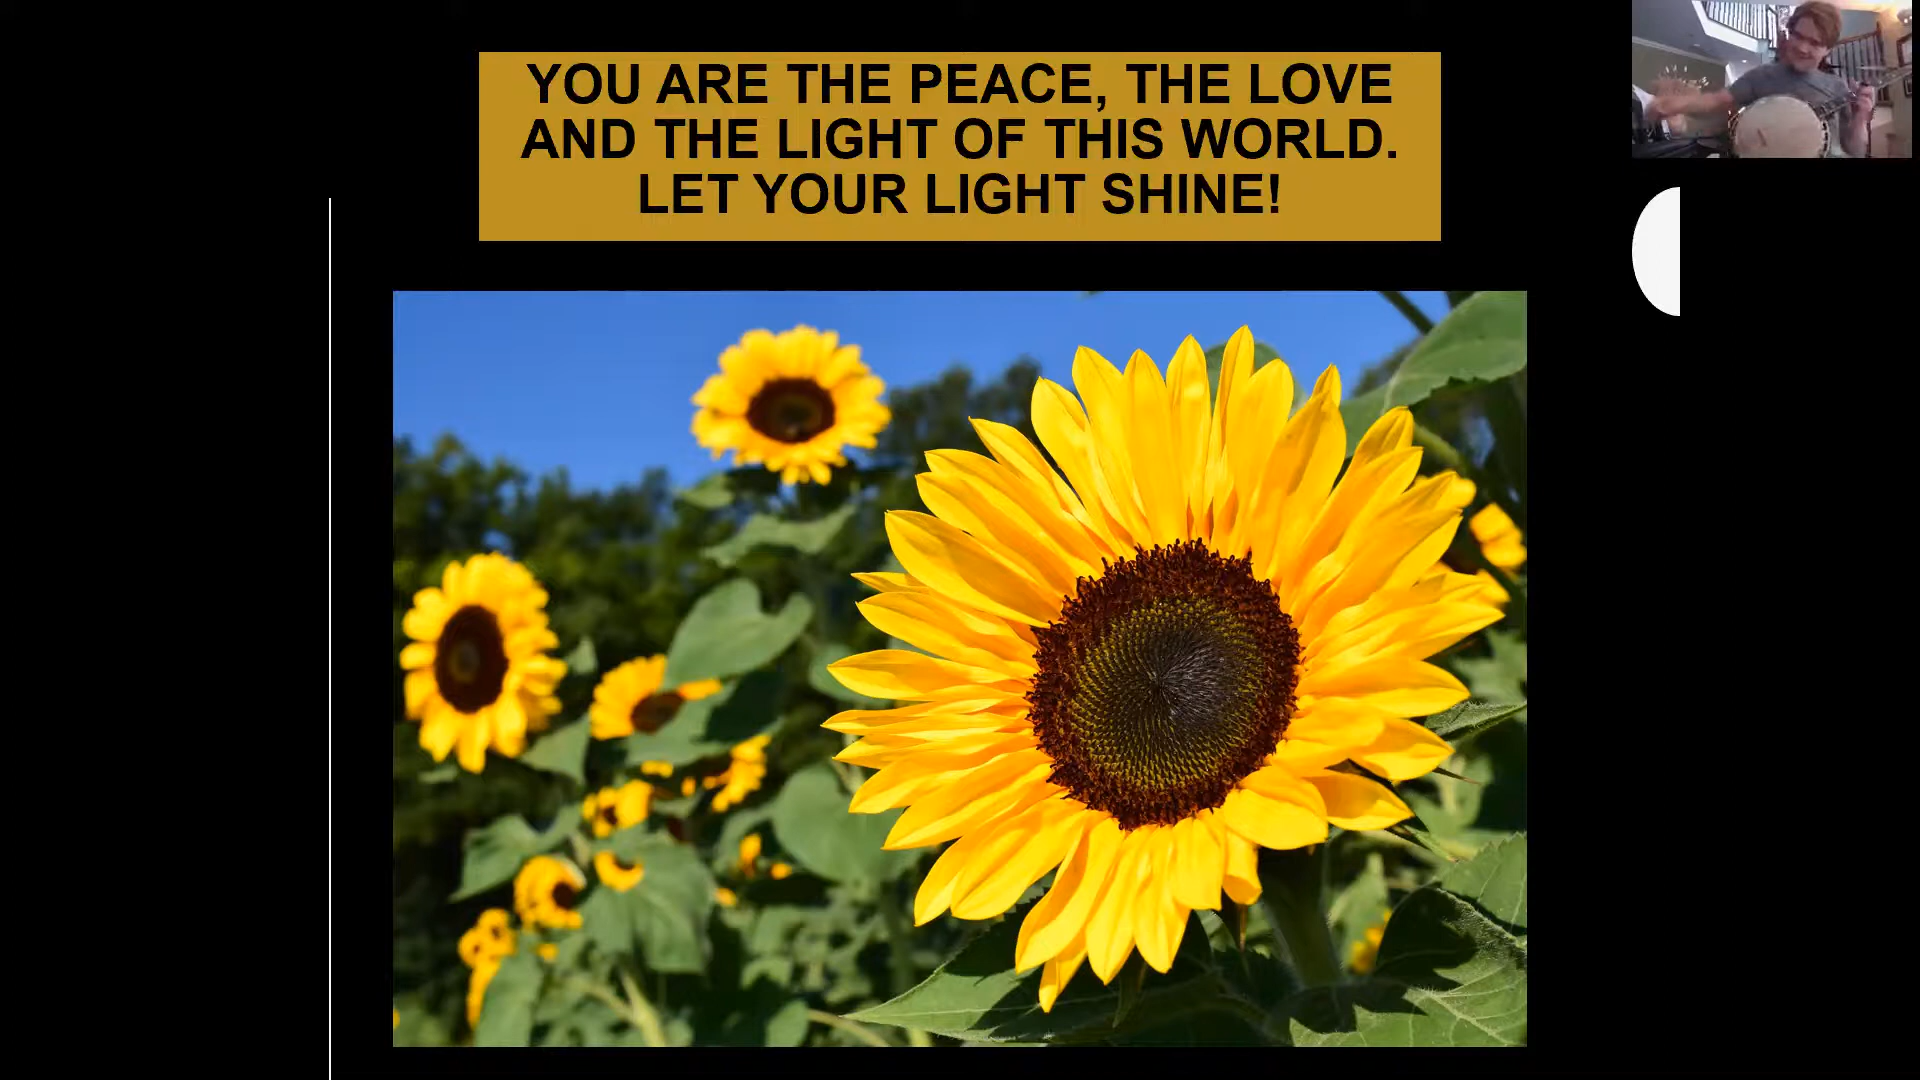 YOU ARE THE PEACE, THE LOVE
AND THE LIGHT OF THIS WORLD.
LET YOUR LIGHT SHINE!